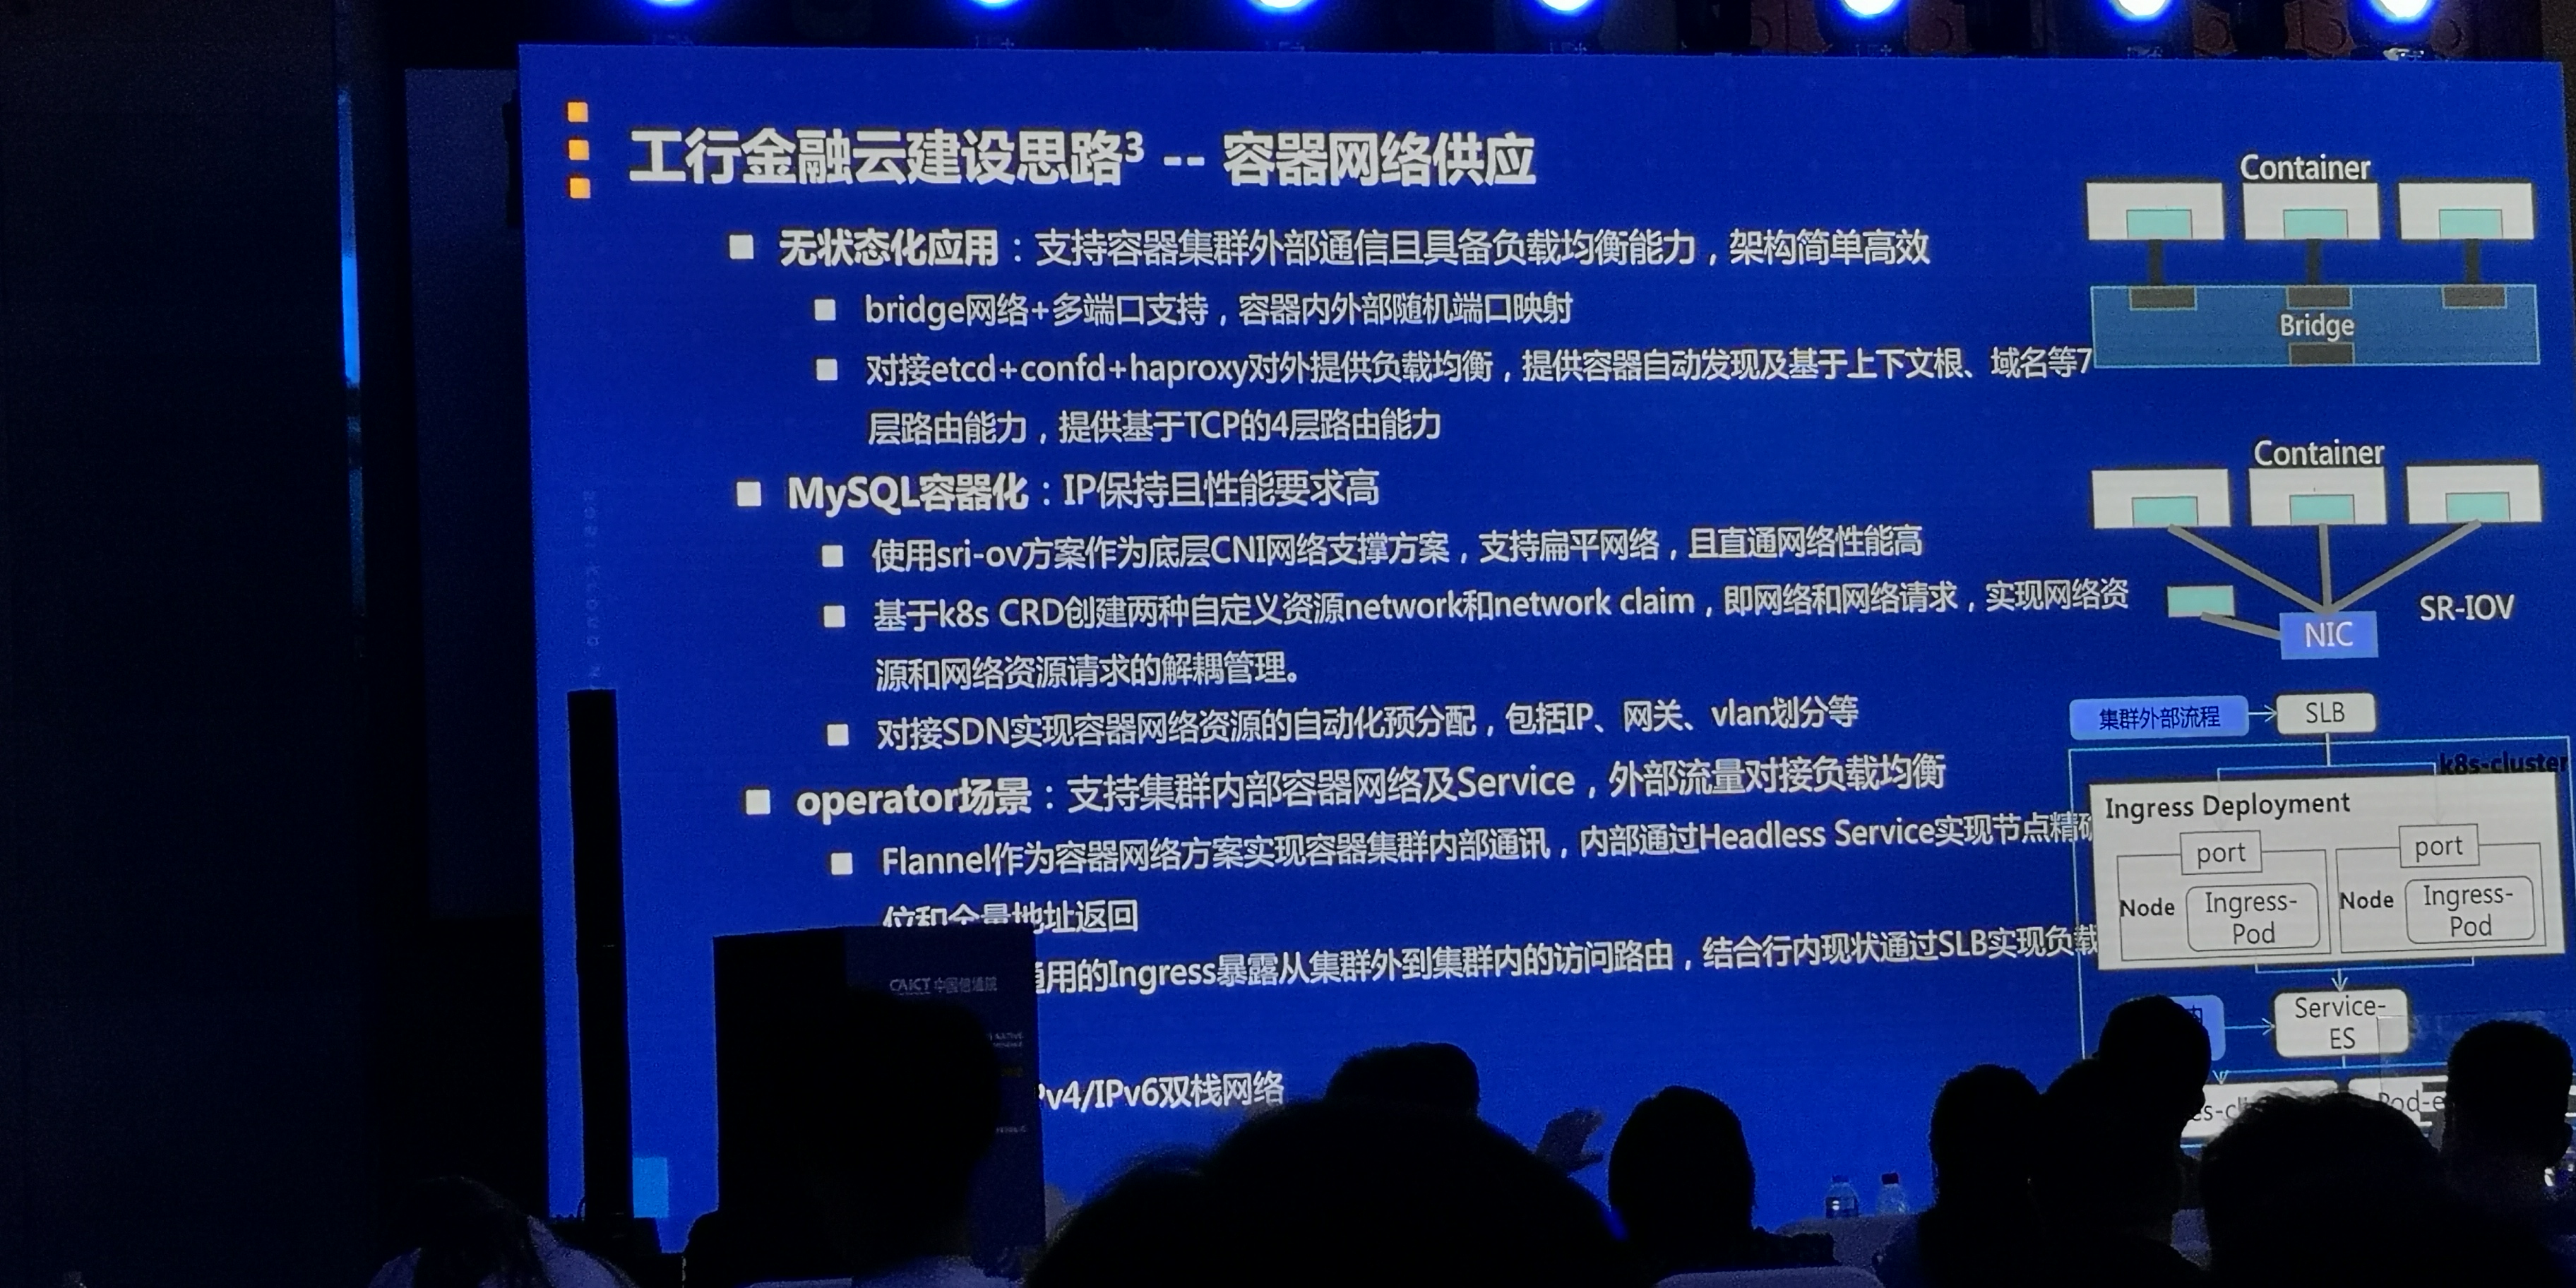 工行金融云建设思路3 -- 容器网络供应
无状态化应用：支持容器集群外部通信且具备负载均衡能力，架构简单高效
bridge网络+多端口支持，容器内外部随机端口映射
对接etcd+confd+haproxy对外提供负载均衡，提供容器自动发现及基于上下文根、域名等7
层路由能力，提供基于TCP的4层路由能力
MySQL容器化：IP保持且性能要求高
使用sri-ov方案作为底层CNI网络支撑方案，支持扁平网络，且直通网络性能高
基于k8s CRD创建两种自定义资源network和network claim，即网络和网络请求，实现网络资
源和网络资源请求的解耦管理。
对接SDN实现容器网络资源的自动化预分配，包括IP、网关、vlan划分等
operator场景：支持集群内部容器网络及Service，外部流量对接负载均衡
Flannel作为容器网络方案实现容器集群内部通讯，内部通过Headless Service实现节点精确
位和全量地址返回
通用的Ingress暴露从集群外到集群内的访问路由，结合行内现状通过SLB实现负载
v4/IPv6双栈网络
CAICT 中国信通院
Container
Bridge
Container
NIC
SR-IOV
集群外部流程
SLB
k8s-cluster
Ingress Deployment
port
port
Node
Ingress-
Pod
Node
Ingress-
Pod
Service-
ES